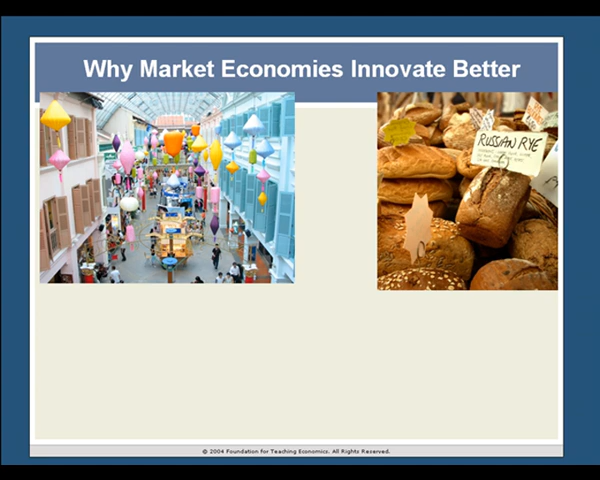 Why Market Economies Innovate Better
RUSSIAN RYE
© 2004 Foundation for Teaching Economics. All Rights Reserved.